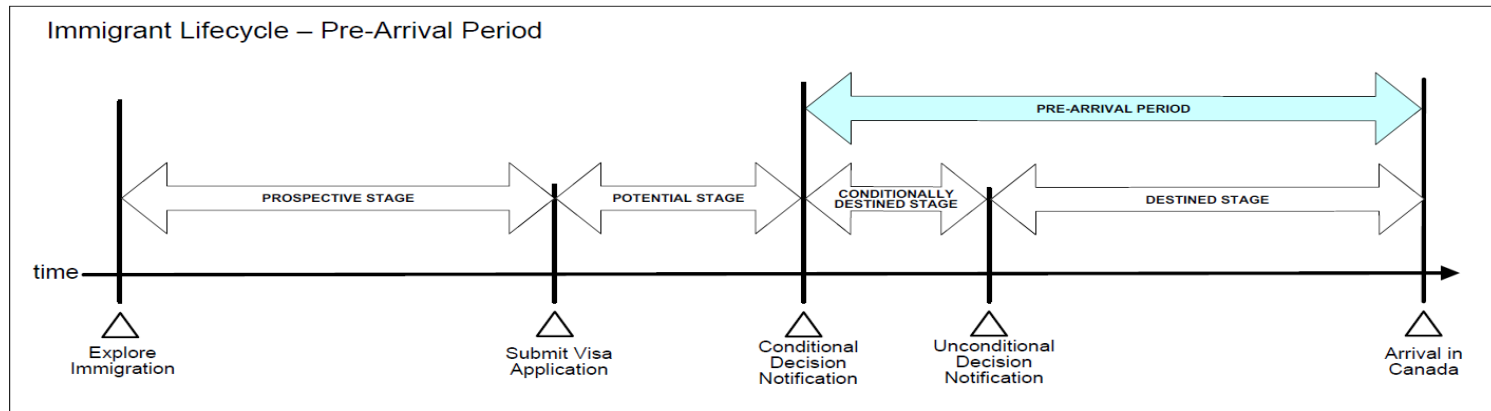 Immigrant Lifecycle – Pre-Arrival Period
PRE-ARRIVAL PERIOD
PROSPECTIVE STAGE
POTENTIAL STAGE
CONDITIONALLY
DESTINED STAGE
DESTINED STAGE
time
Explore
Immigration
Submit Visa
Application
Conditional
Decision
Notification
Unconditional
Decision
Notification
Arrival in
Canada